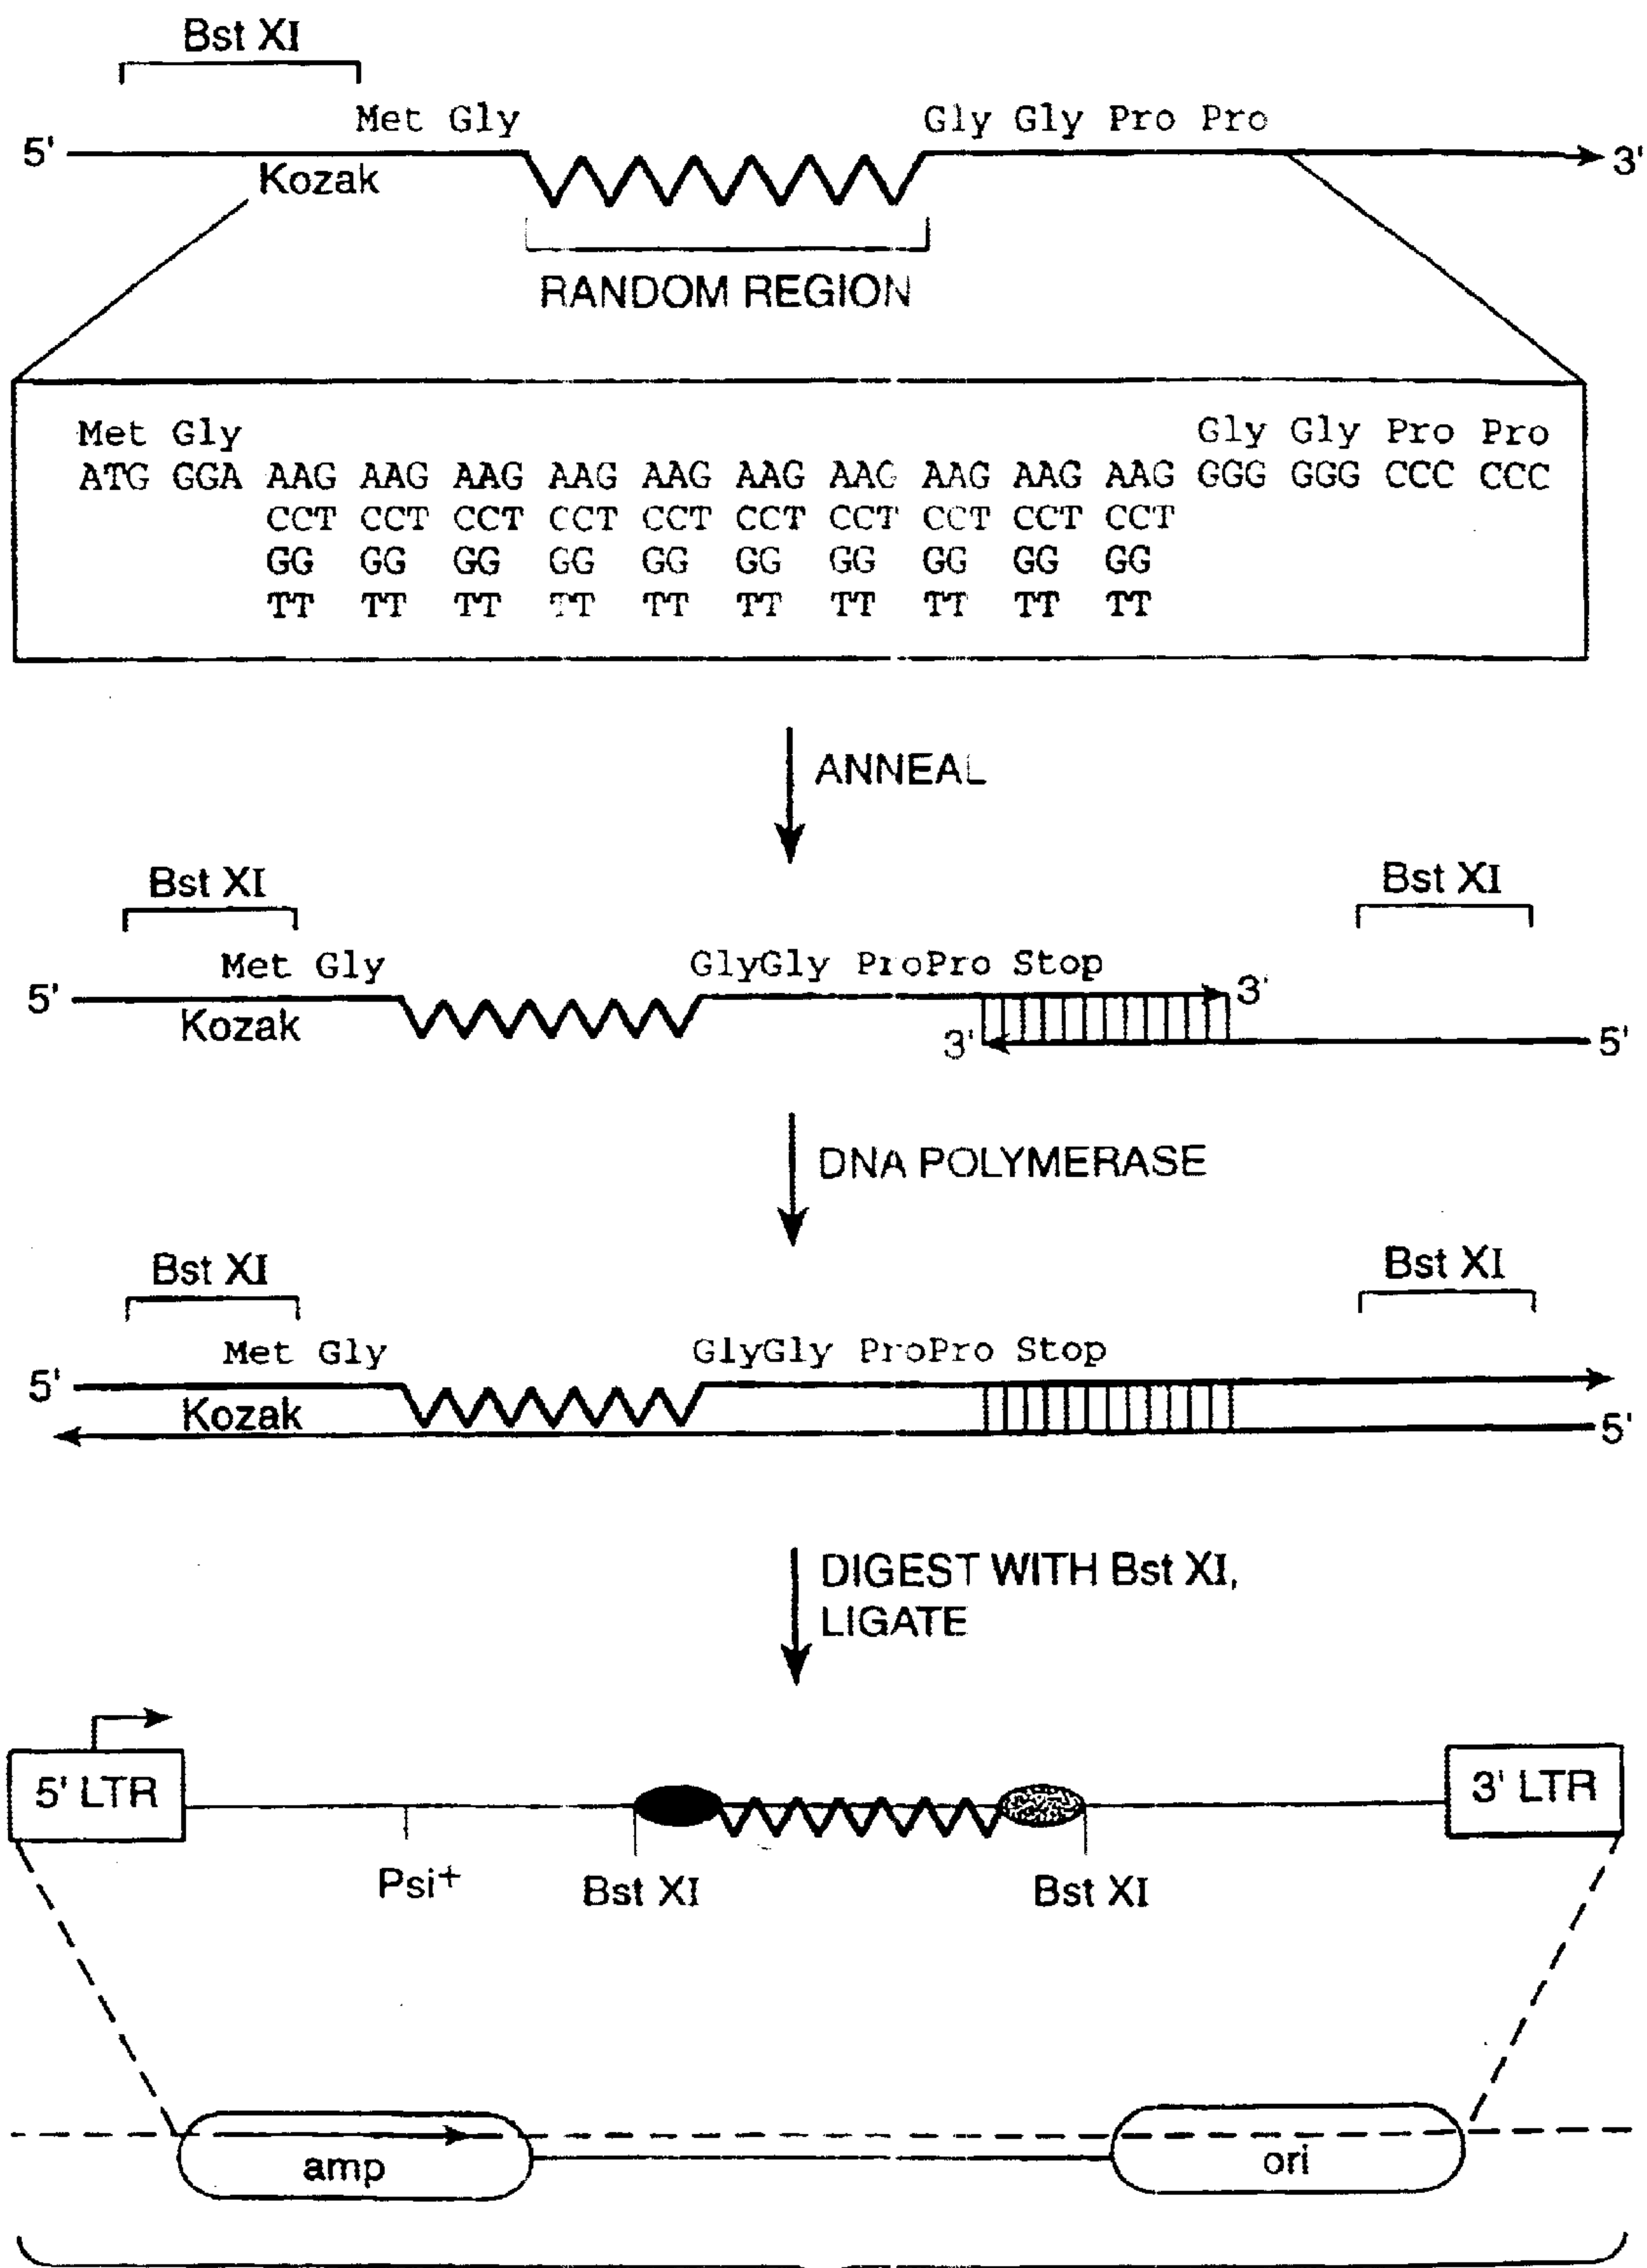 Bst XI
Met Gly Gly Gly Pro Pro
5' 3'
Kozak
RANDOM REGION
Met Gly Gly Gly Pro Pro
ATG GGA AAG AAG AAG AAG AAG AAG AAG AAG AAG AAG GGG GGG CCC CCC
CCT CCT CCT CCT CCT CCT CCT CCT CCT CCT
GG GG GG GG GG GG GG GG GG GG
TT TT TT TT TT TT TT TT TT TT
ANNEAL
Bst XI Bst XI
Met Gly GlyGly ProPro Stop
5' 3'
Kozak
3' 5'
DNA POLYMERASE
Bst XI Bst XI
Met Gly GlyGly ProPro Stop
5'
Kozak 5'
DIGEST WITH Bst XI,
LIGATE
5' LTR 3' LTR
Psi+ Bst XI Bst XI
amp ori